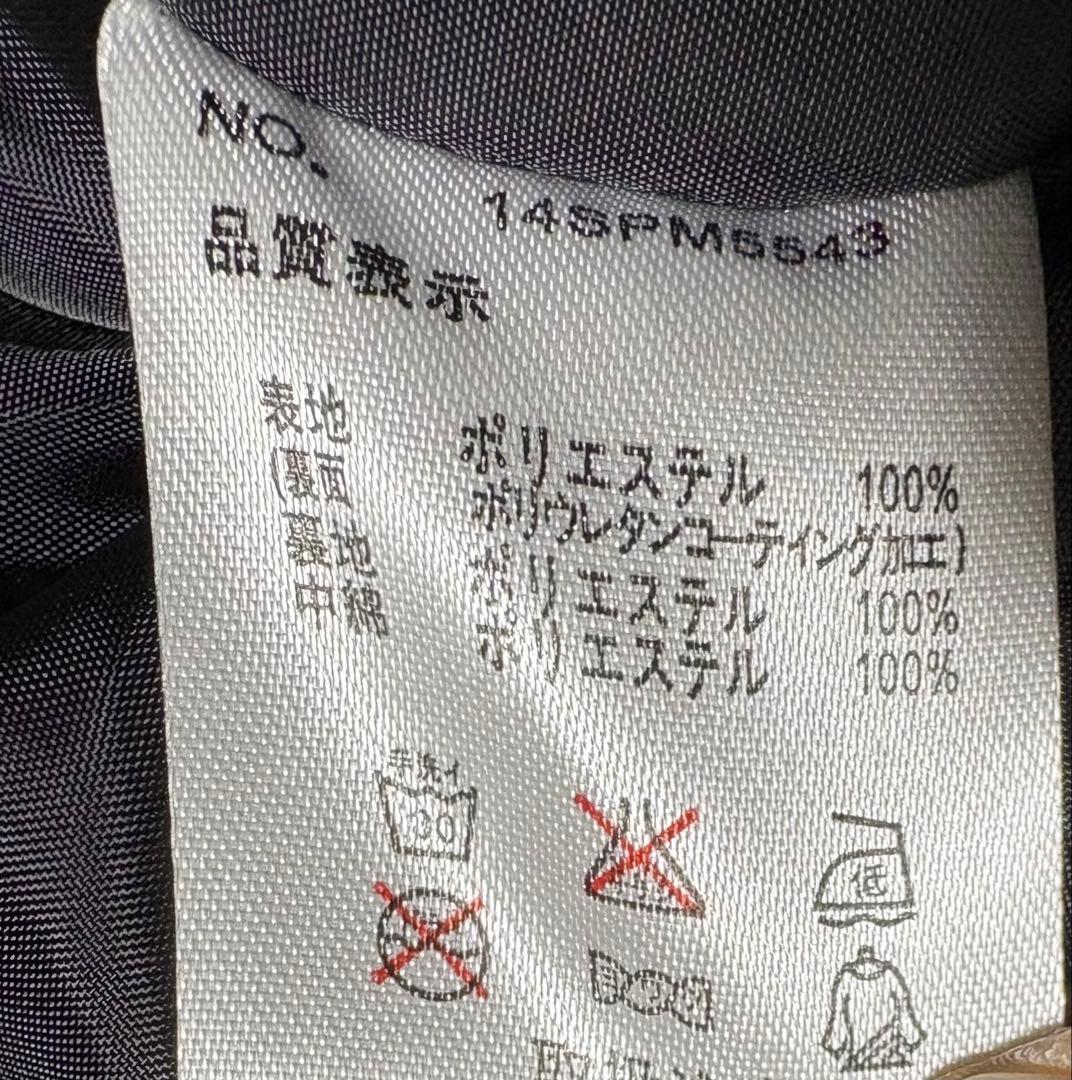 NO. 14SPM5543
品質表示
表地 ポリエステル 100%
(裏面 ポリウレタンコーティング加工)
裏地 ポリエステル 100%
中綿 ポリエステル 100%
手洗イ
30
低